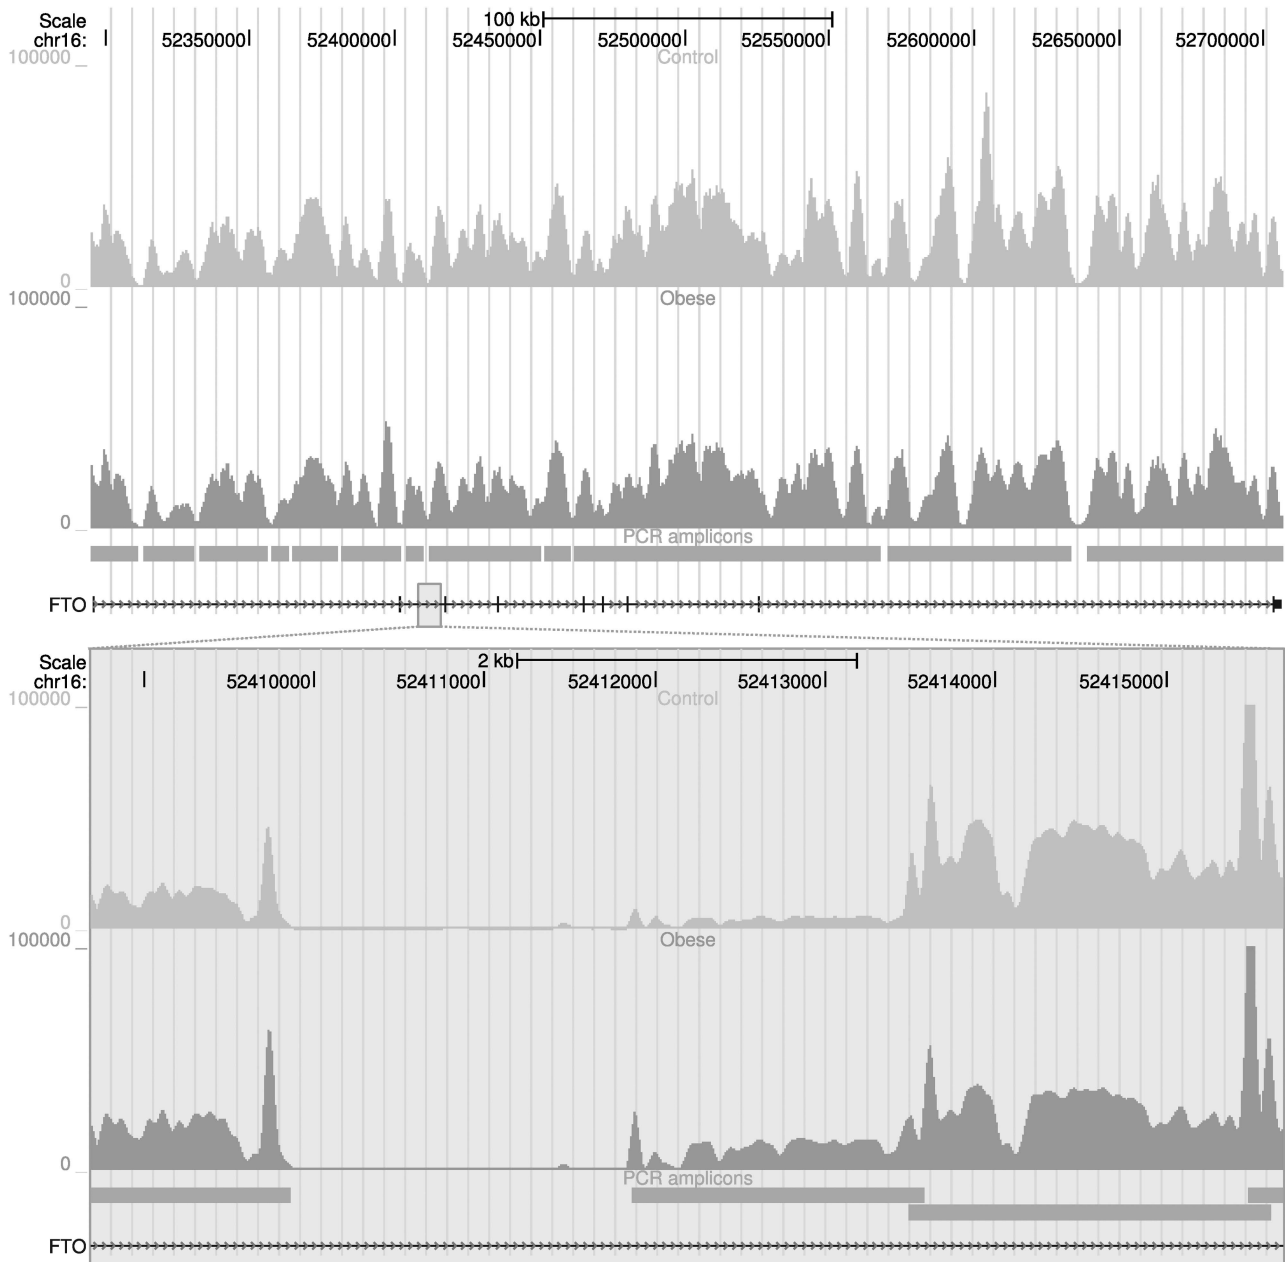 Scale 100 kb
chr16: 52350000 52400000 52450000 52500000 52550000 52600000 52650000 52700000
100000 Control
0
100000 Obese
0
PCR amplicons
FTO
Scale 2 kb
chr16: 52410000 52411000 52412000 52413000 52414000 52415000
100000 Control
0
100000 Obese
0
PCR amplicons
FTO